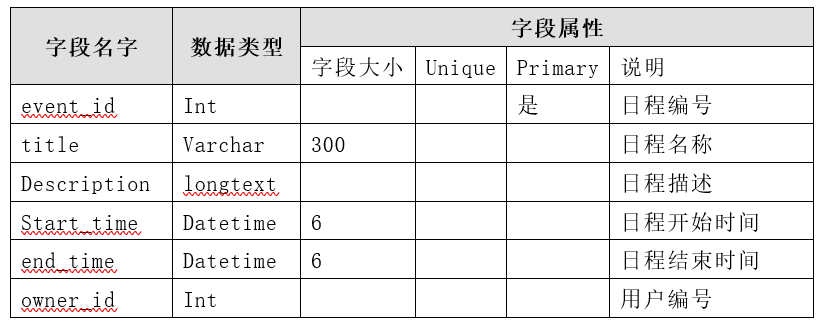 字段名字 数据类型 字段属性
字段大小 Unique Primary 说明
event_id Int 是 日程编号
title Varchar 300 日程名称
Description longtext 日程描述
Start_time Datetime 6 日程开始时间
end_time Datetime 6 日程结束时间
owner_id Int 用户编号